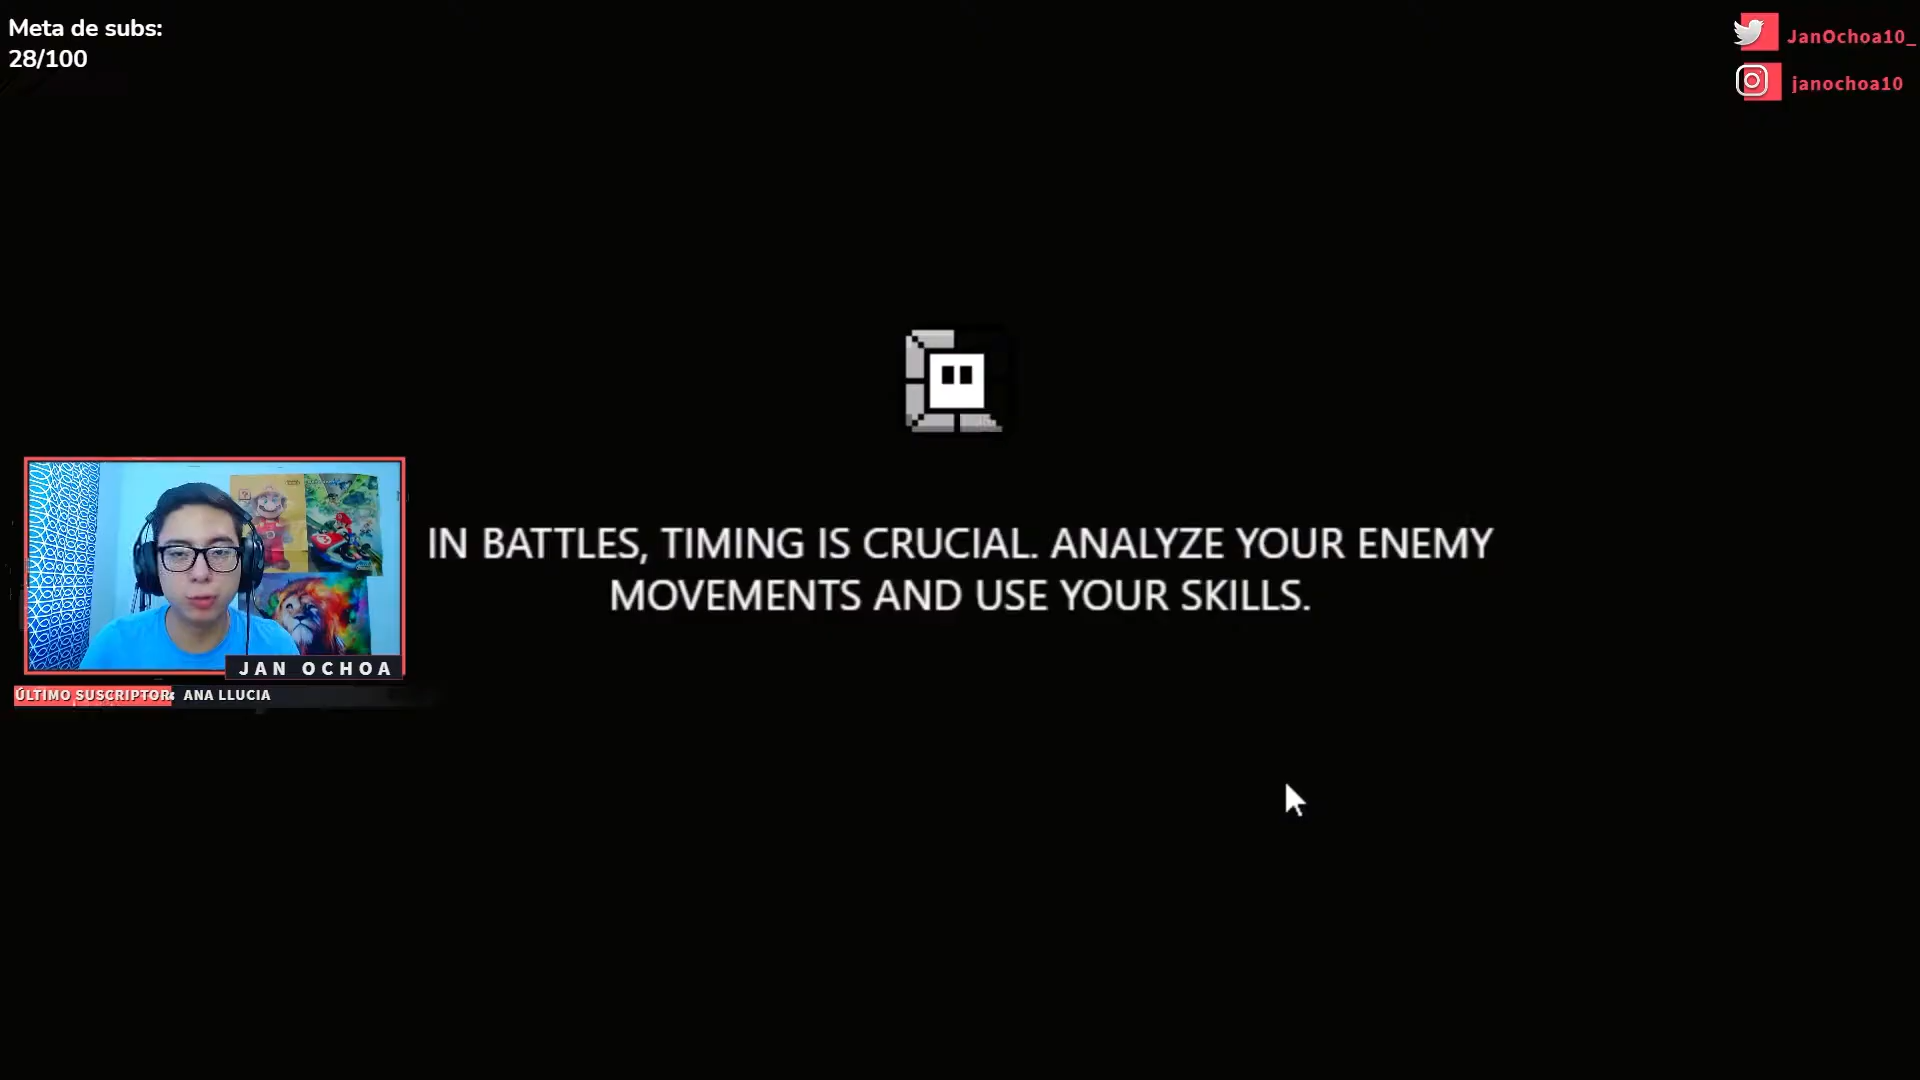 Meta de subs:
28/100
JanOchoa10_
janochoa10
IN BATTLES, TIMING IS CRUCIAL. ANALYZE YOUR ENEMY
MOVEMENTS AND USE YOUR SKILLS.
JAN OCHOA
ÚLTIMO SUSCRIPTOR: ANA LLUCIA